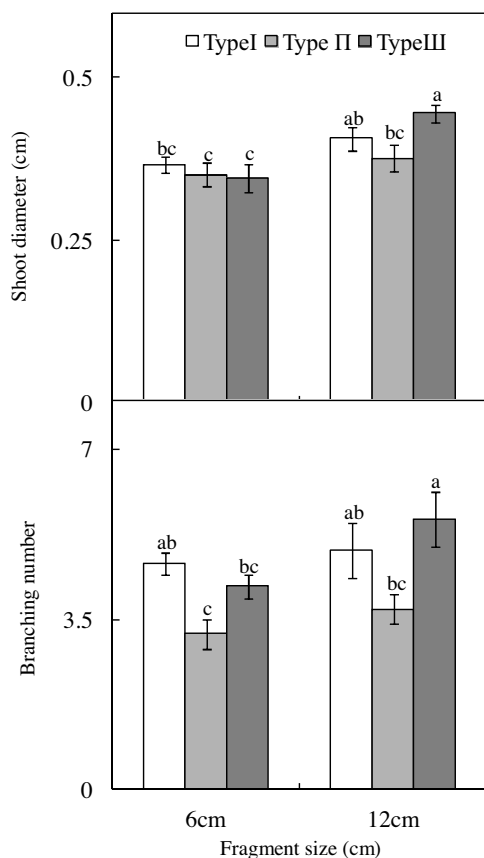 TypeI Type П TypeШ
0.5
0.25
0
Shoot diameter (cm)
bc c c ab bc a
7
3.5
0
Branching number
ab c bc ab bc a
6cm 12cm
Fragment size (cm)